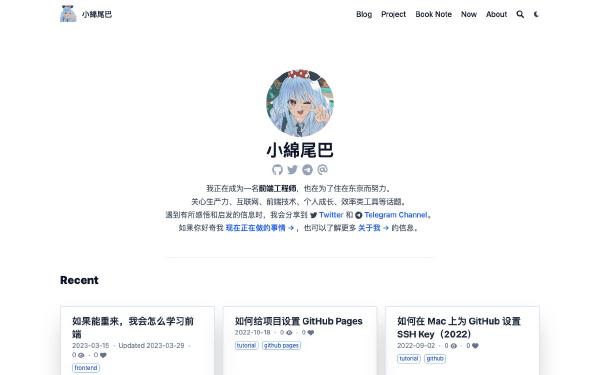 小綿尾巴
Blog Project Book Note Now About
小綿尾巴
我正在成为一名前端工程师，也在为了住在东京而努力。
关心生产力、互联网、前端技术、个人成长、效率类工具等话题。
遇到有所感悟和启发的信息时，我会分享到 Twitter 和 Telegram Channel。
如果你好奇我 现在正在做的事情 → ，也可以了解更多 关于我 → 的信息。
Recent
如果能重来，我会怎么学习前
端
2023-03-15 · Updated 2023-03-29 ·
0 · 0
frontend
如何给项目设置 GitHub Pages
2022-10-18 · 0 · 0
tutorial github pages
如何在 Mac 上为 GitHub 设置
SSH Key（2022）
2022-09-02 · 0 · 0
tutorial github